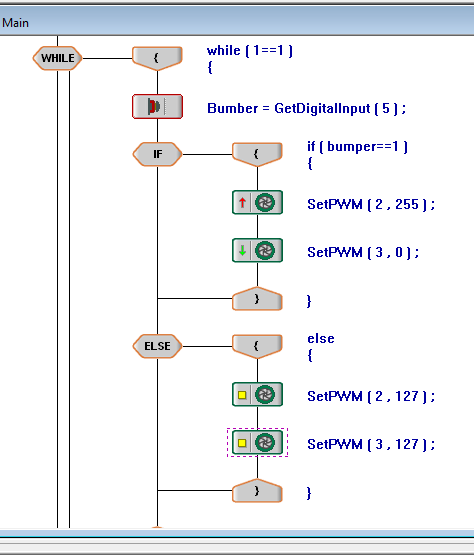 Main
WHILE { while ( 1==1 )
{
Bumber = GetDigitalInput ( 5 ) ;
IF { if ( bumper==1 )
{
SetPWM ( 2 , 255 ) ;
SetPWM ( 3 , 0 ) ;
} }
ELSE { else
{
SetPWM ( 2 , 127 ) ;
SetPWM ( 3 , 127 ) ;
} }